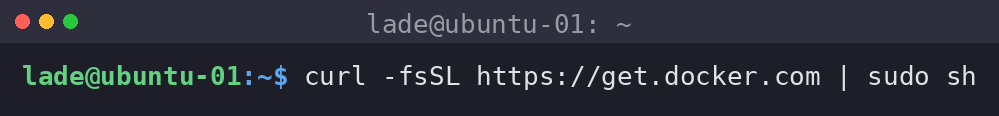 lade@ubuntu-01: ~
lade@ubuntu-01:~$ curl -fsSL https://get.docker.com | sudo sh